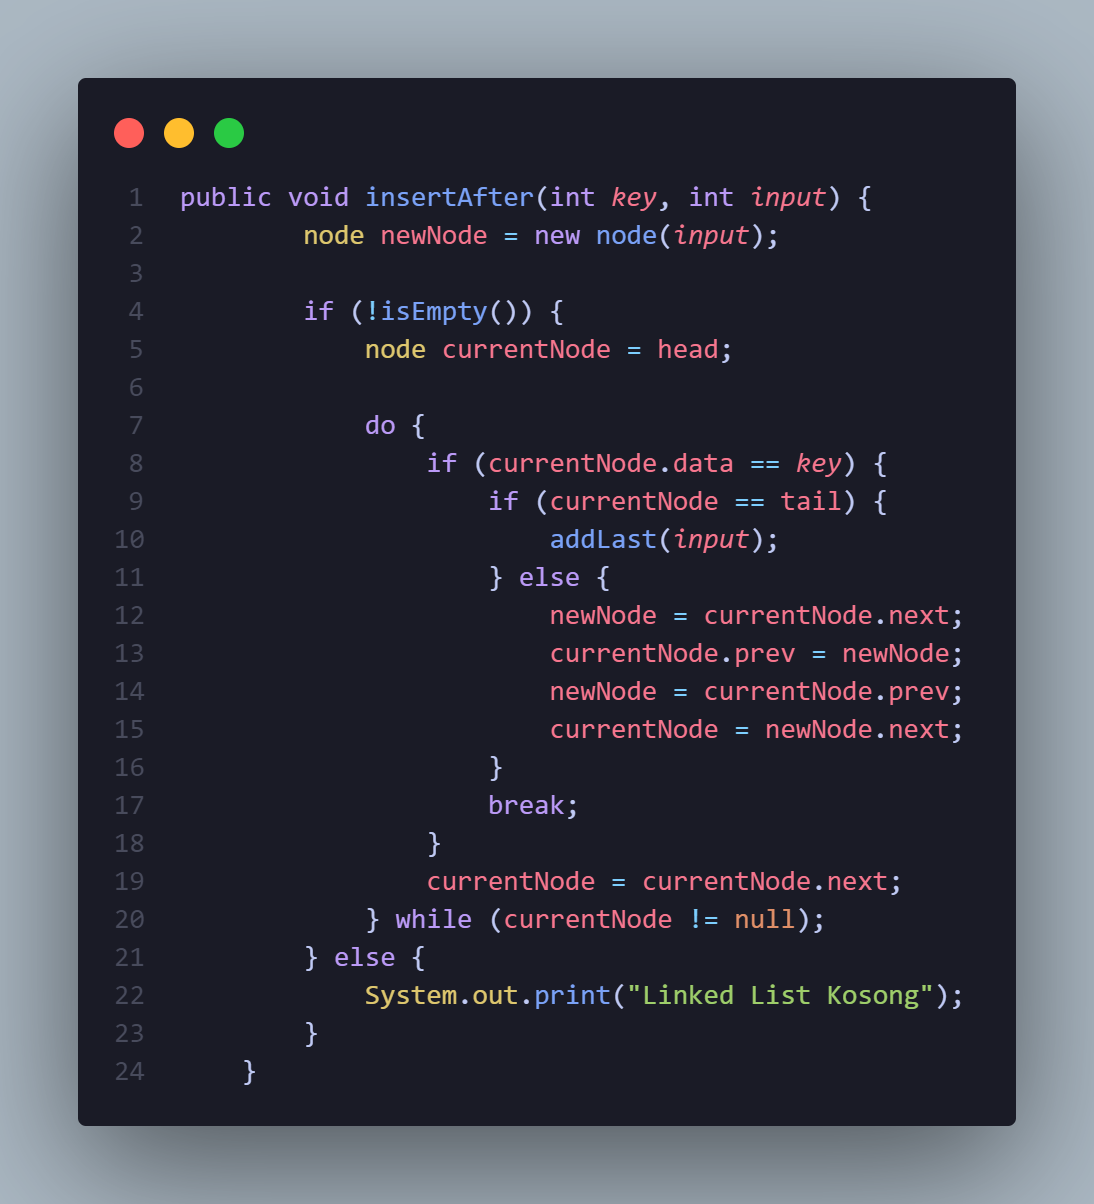 1 public void insertAfter(int key, int input) {
2         node newNode = new node(input);
3
4         if (!isEmpty()) {
5             node currentNode = head;
6
7             do {
8                 if (currentNode.data == key) {
9                     if (currentNode == tail) {
10                         addLast(input);
11                     } else {
12                         newNode = currentNode.next;
13                         currentNode.prev = newNode;
14                         newNode = currentNode.prev;
15                         currentNode = newNode.next;
16                     }
17                     break;
18                 }
19                 currentNode = currentNode.next;
20             } while (currentNode != null);
21         } else {
22             System.out.print("Linked List Kosong");
23         }
24     }